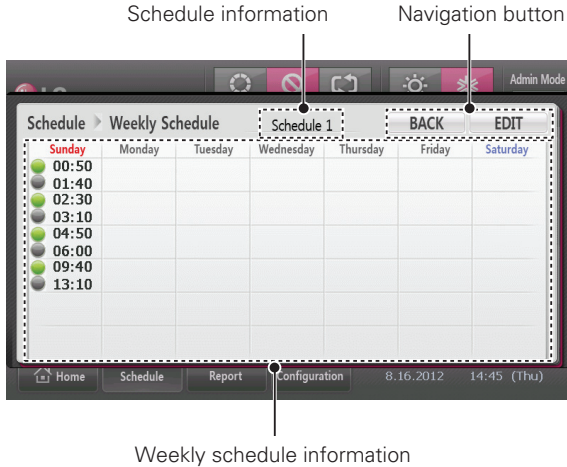 Schedule information Navigation button
LG
Admin Mode
Schedule Weekly Schedule Schedule 1 BACK EDIT
Sunday Monday Tuesday Wednesday Thursday Friday Saturday
00:50
01:40
02:30
03:10
04:50
06:00
09:40
13:10
Home Schedule Report Configuration 8.16.2012 14:45 (Thu)
Weekly schedule information